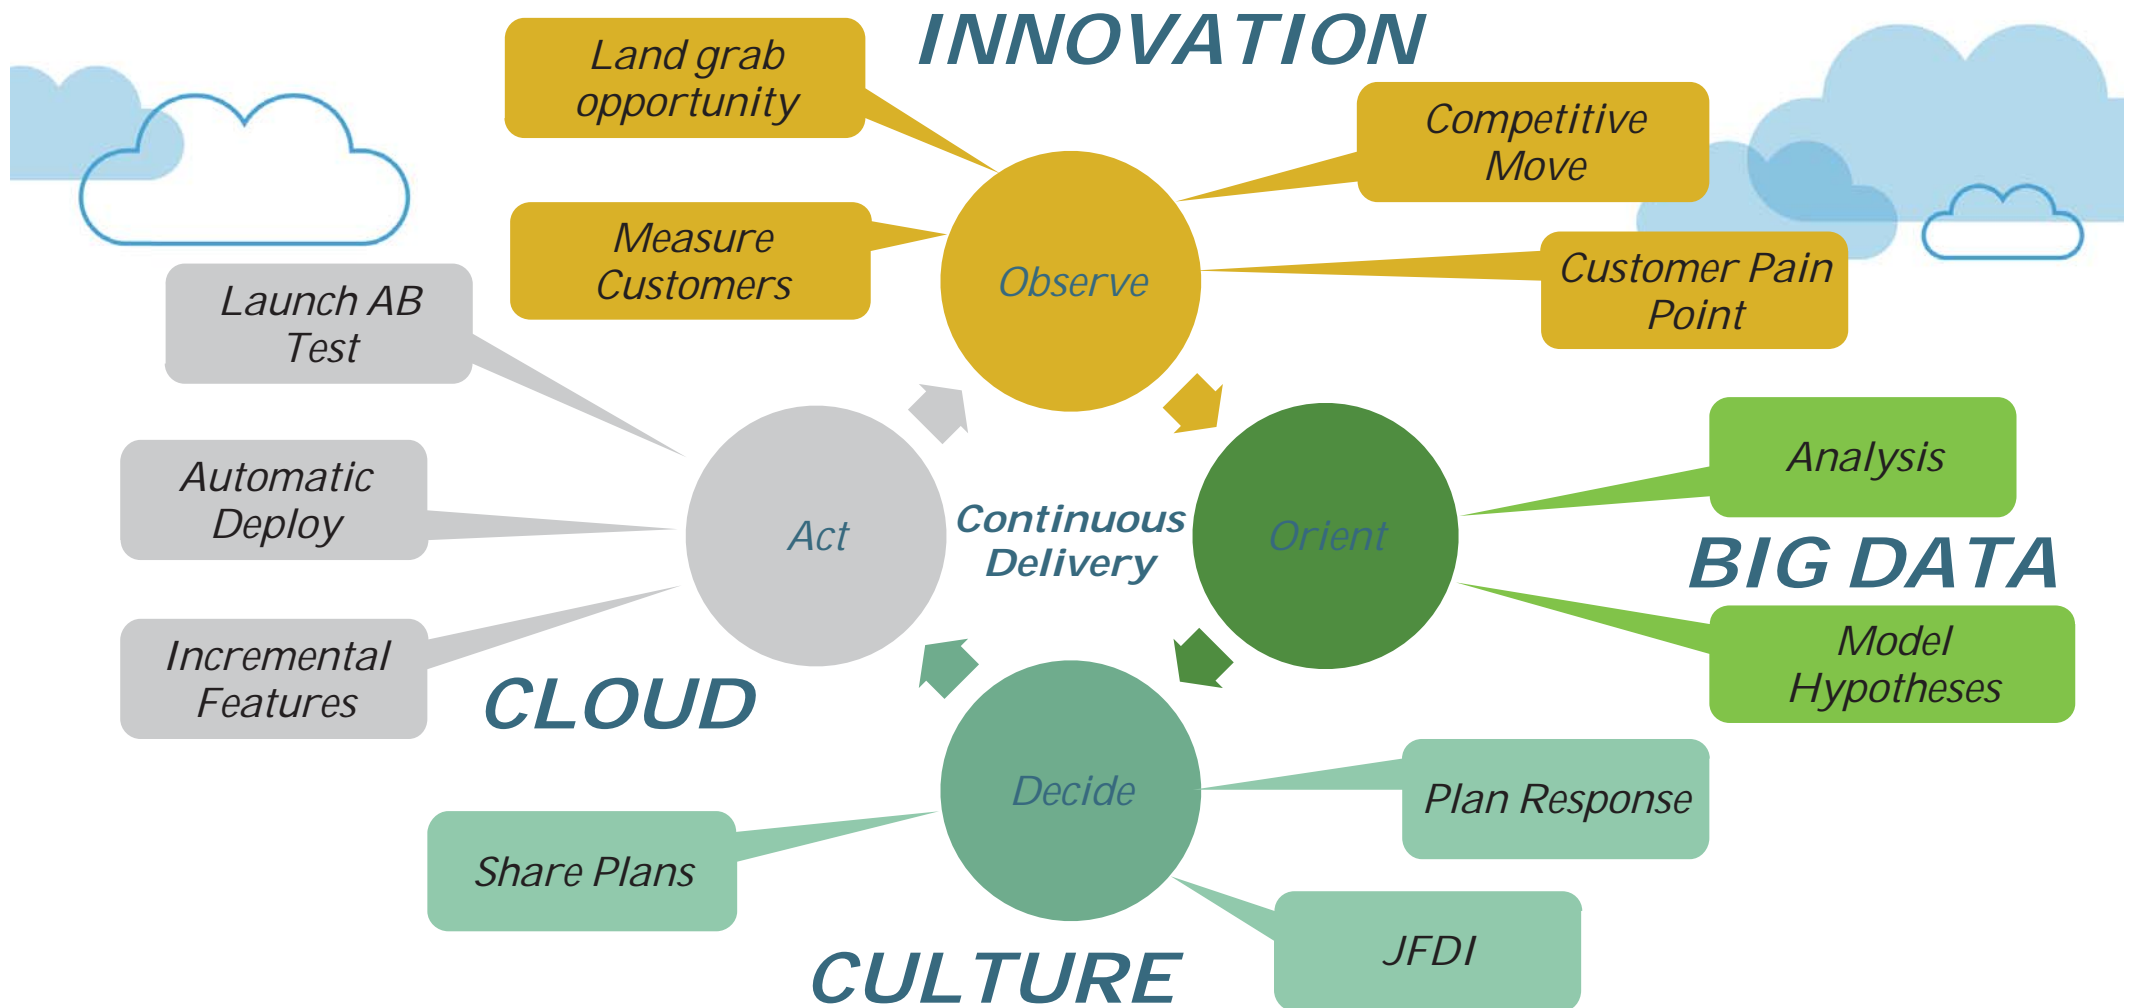 INNOVATION
Land grab
opportunity
Competitive
Move
Measure
Customers
Observe
Customer Pain
Point
Launch AB
Test
Analysis
Automatic
Deploy
Act
Continuous
Delivery
Orient
BIG DATA
Model
Hypotheses
Incremental
Features
CLOUD
Decide
Plan Response
Share Plans
JFDI
CULTURE